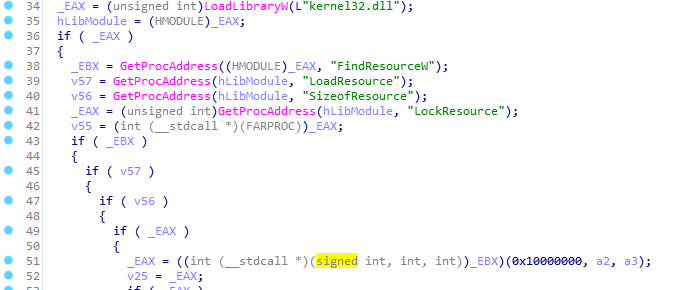 34 _EAX = (unsigned int)LoadLibraryW(L"kernel32.dll");
35 hLibModule = (HMODULE)_EAX;
36 if ( _EAX )
37 {
38 _EBX = GetProcAddress((HMODULE)_EAX, "FindResourceW");
39 v57 = GetProcAddress(hLibModule, "LoadResource");
40 v56 = GetProcAddress(hLibModule, "SizeofResource");
41 _EAX = (unsigned int)GetProcAddress(hLibModule, "LockResource");
42 v55 = (int (__stdcall *)(FARPROC))_EAX;
43 if ( _EBX )
44 {
45 if ( v57 )
46 {
47 if ( v56 )
48 {
49 if ( _EAX )
50 {
51 _EAX = ((int (__stdcall *)(signed int, int, int))_EBX)(0x10000000, a2, a3);
52 v25 = _EAX;
53 if ( _EAX )